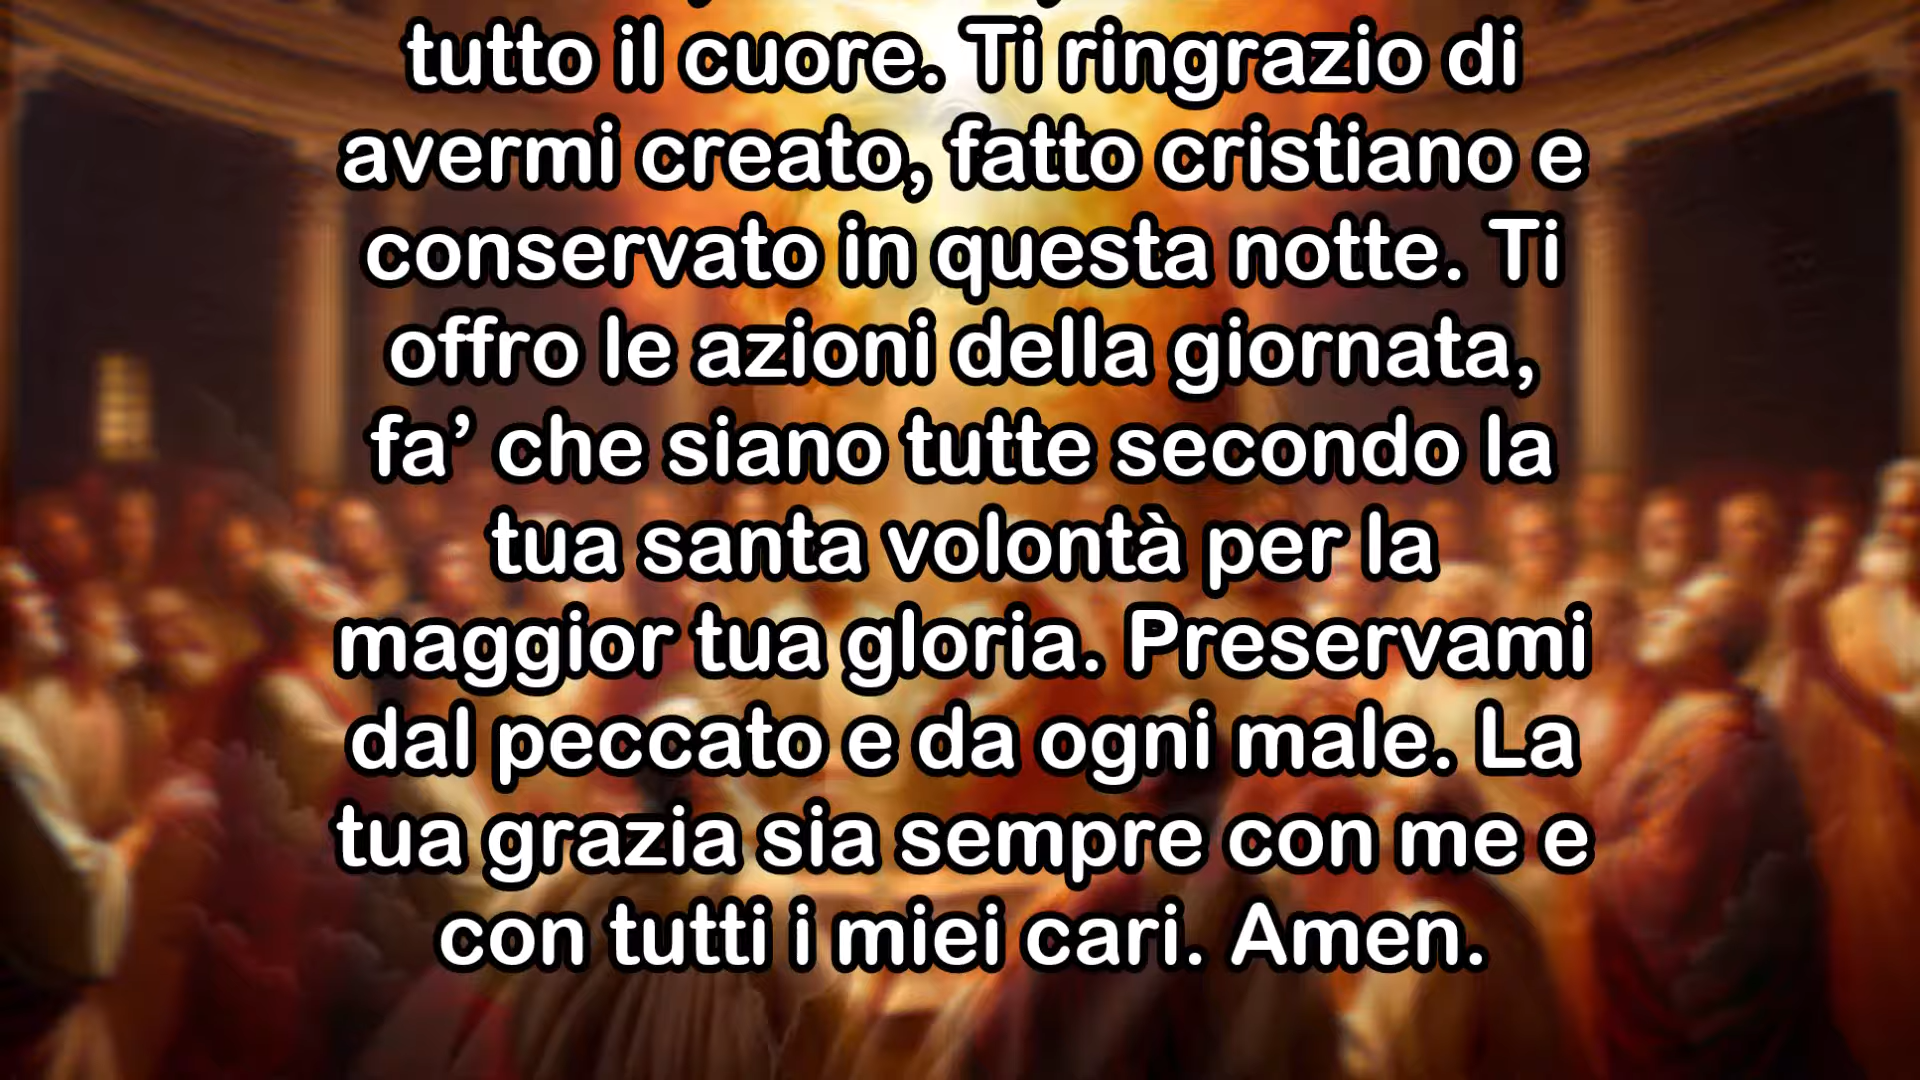 tutto il cuore. Ti ringrazio di
avermi creato, fatto cristiano e
conservato in questa notte. Ti
offro le azioni della giornata,
fa’ che siano tutte secondo la
tua santa volontà per la
maggior tua gloria. Preservami
dal peccato e da ogni male. La
tua grazia sia sempre con me e
con tutti i miei cari. Amen.